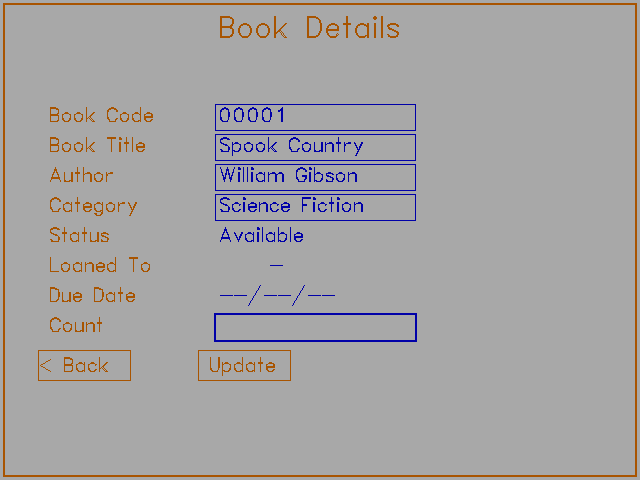 Book Details
Book Code 00001
Book Title Spook Country
Author William Gibson
Category Science Fiction
Status Available
Loaned To -
Due Date --/--/--
Count
< Back Update